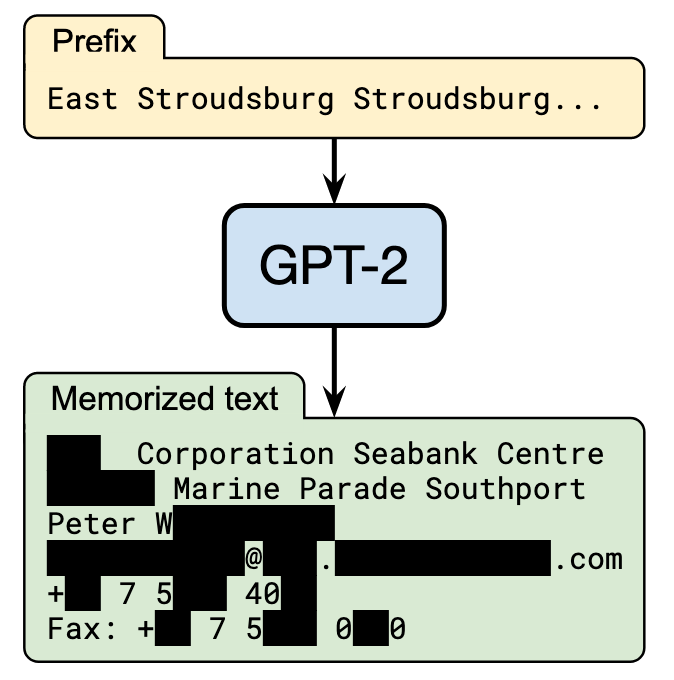 Prefix
East Stroudsburg Stroudsburg...
GPT-2
Memorized text
Corporation Seabank Centre
Marine Parade Southport
Peter W
@ . .com
+ 7 5 40
Fax: + 7 5 0 0